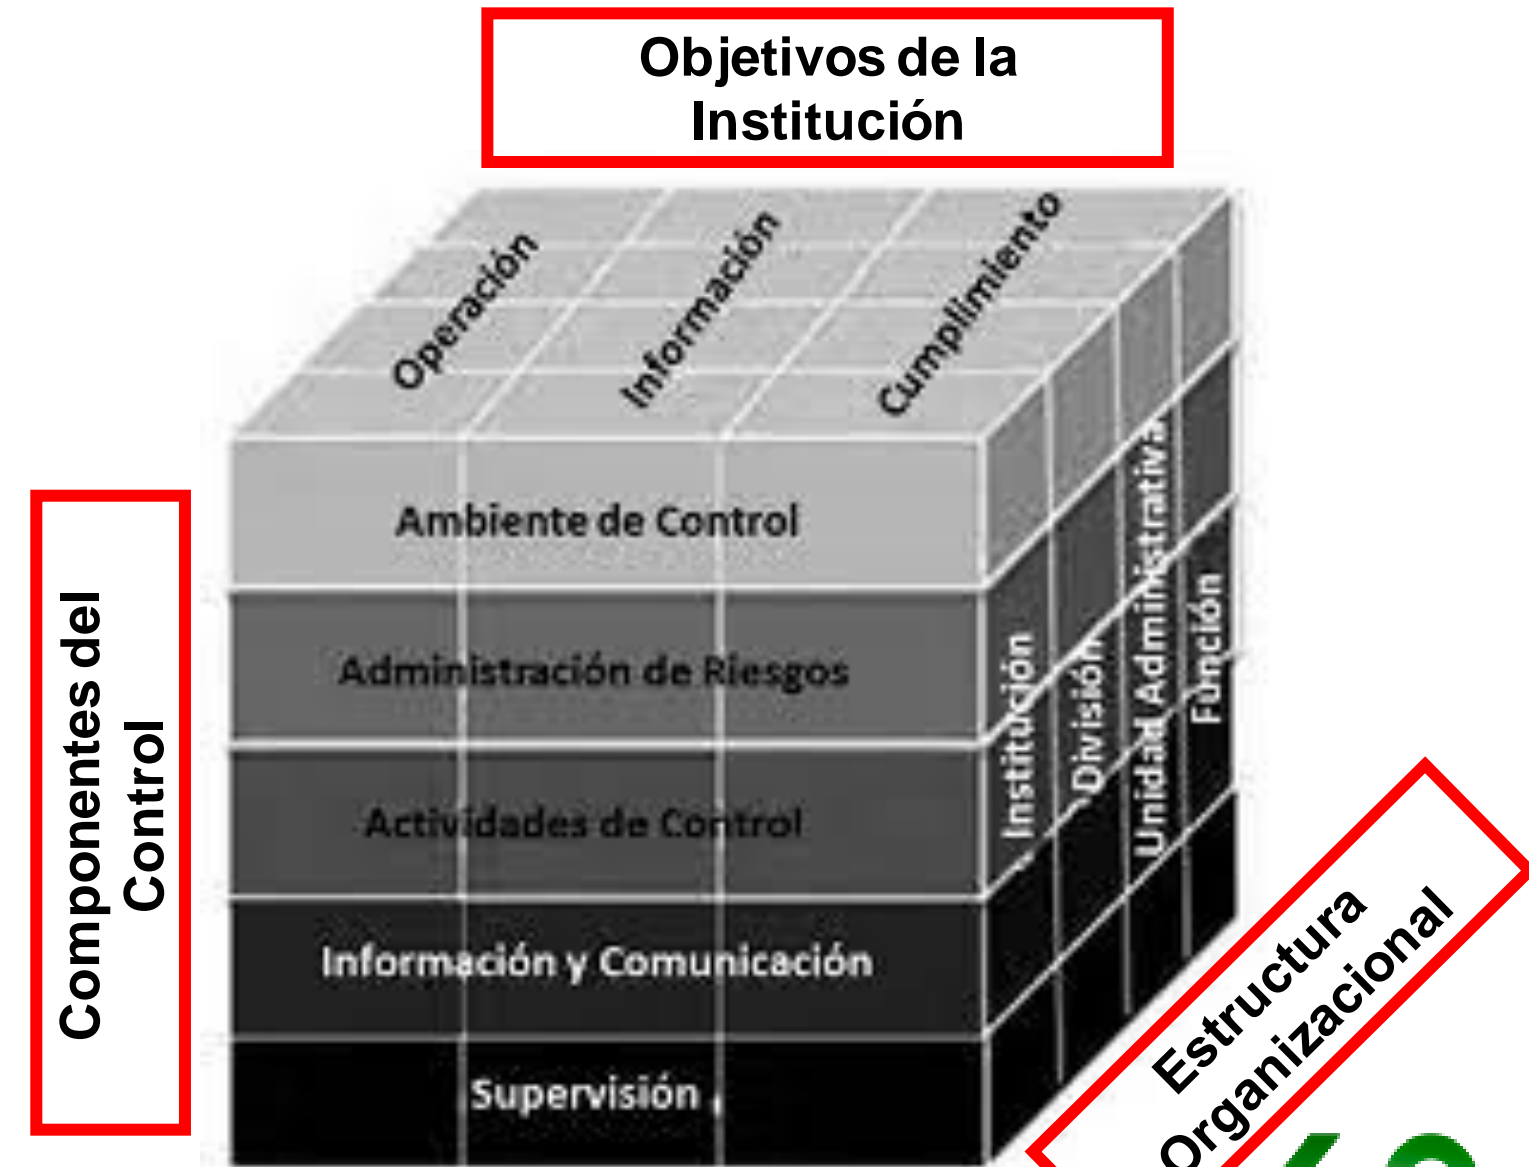 Objetivos de la
Institución
Operación
Información
Cumplimiento
Componentes del
Control
Ambiente de Control
Administración de Riesgos
Actividades de Control
Información y Comunicación
Supervisión
Institución
División
Unidad Administrativa
Función
Estructura
Organizacional